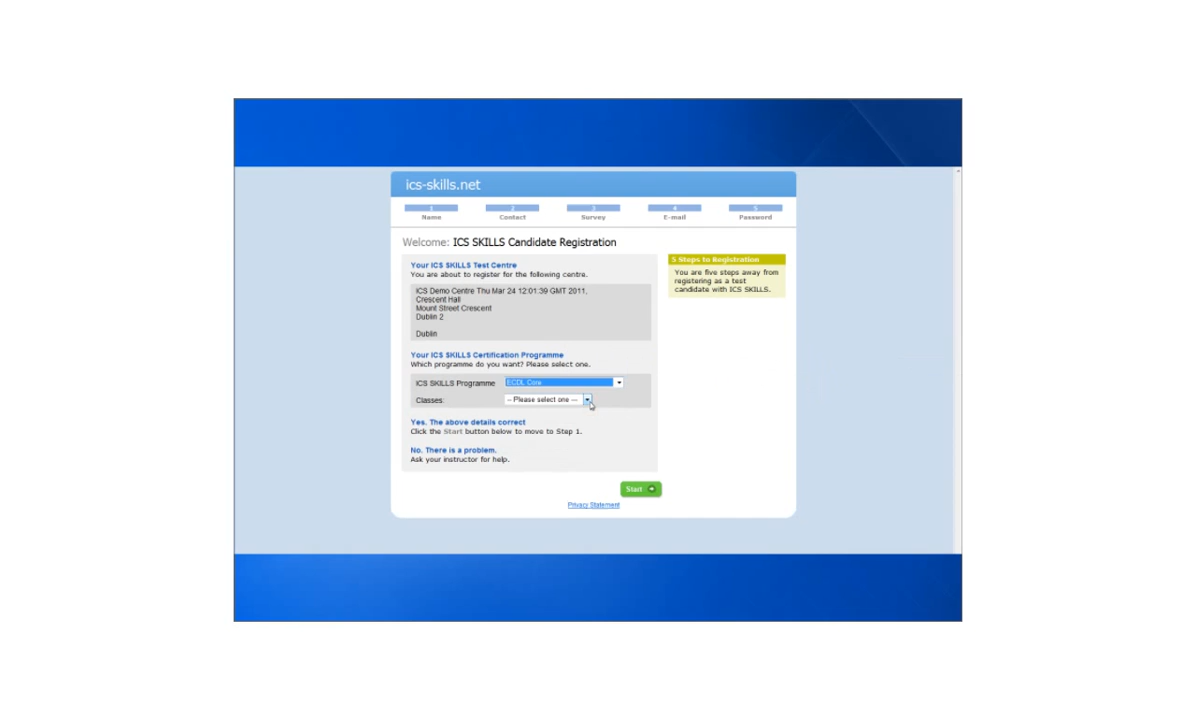 ics-skills.net
1 2 3 4 5
Name Contact Survey E-mail Password
Welcome: ICS SKILLS Candidate Registration
Your ICS SKILLS Test Centre
You are about to register for the following centre.
ICS Demo Centre Thu Mar 24 12:01:39 GMT 2011,
Crescent Hall
Mount Street Crescent
Dublin 2
Dublin
Your ICS SKILLS Certification Programme
Which programme do you want? Please select one.
ICS SKILLS Programme ECDL Core
Classes: -- Please select one ---
Yes. The above details correct
Click the Start button below to move to Step 1.
No. There is a problem.
Ask your instructor for help.
Start
Privacy Statement
5 Steps to Registration
You are five steps away from
registering as a test
candidate with ICS SKILLS.